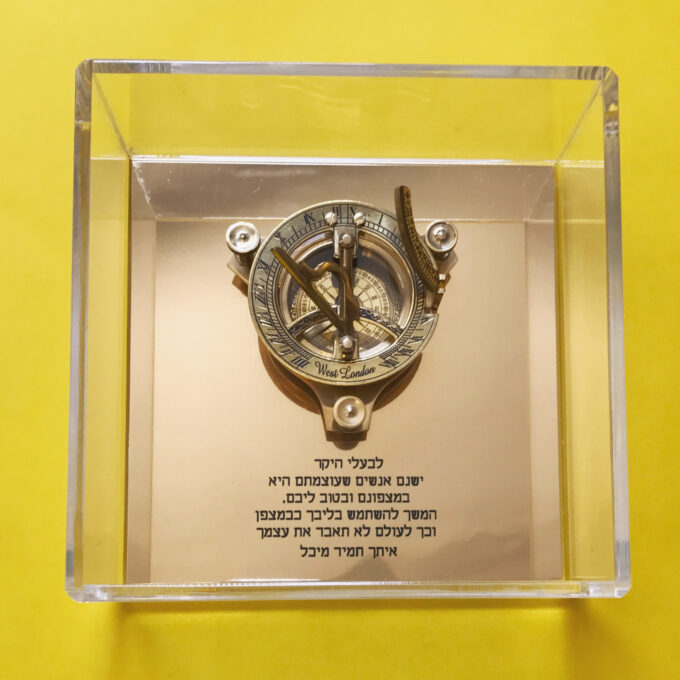 West London
לבעלי היקר
ישנם אנשים שעוצמתם היא
במצפונם ובטוב ליבם.
המשך להשתמש בליבך כבמצפן
וכך לעולם לא תאבד את עצמך
איתך תמיד מיכל